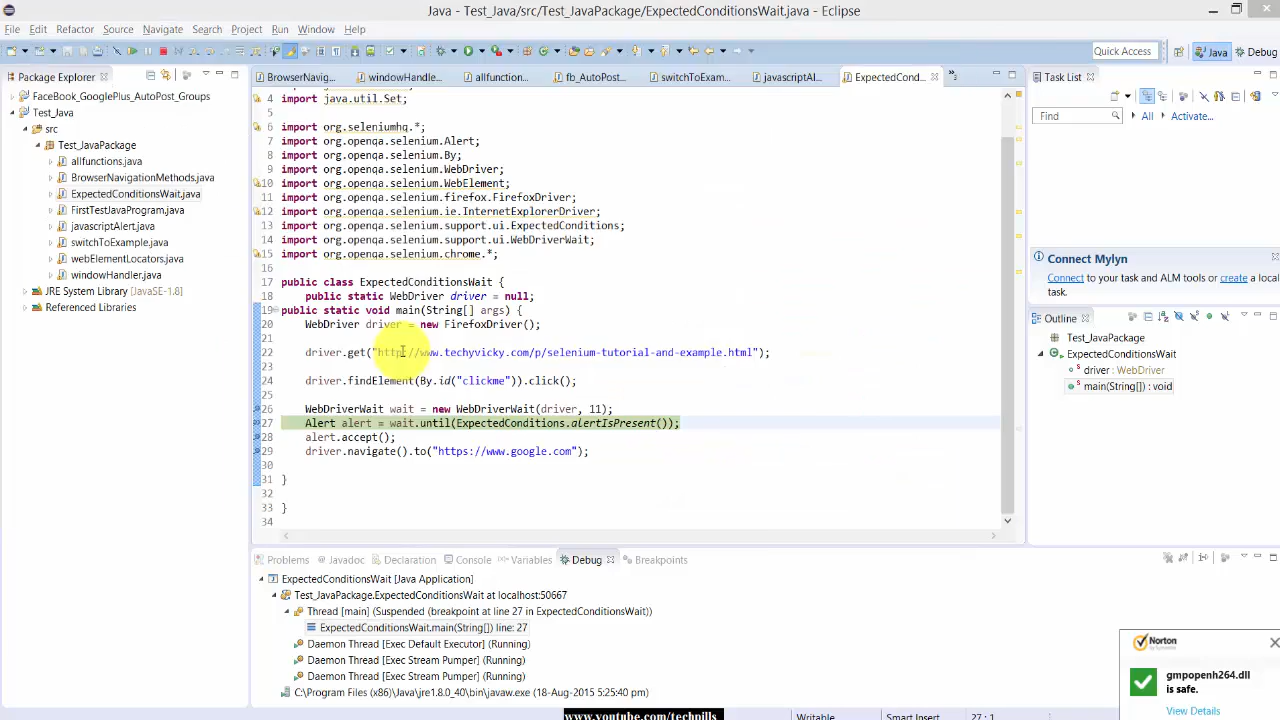 Java - Test_Java/src/Test_JavaPackage/ExpectedConditionsWait.java - Eclipse
File Edit Refactor Source Navigate Search Project Run Window Help
Quick Access Java Debug
Package Explorer
FaceBook_GooglePlus_AutoPost_Groups
Test_Java
src
Test_JavaPackage
allfunctions.java
BrowserNavigationMethods.java
ExpectedConditionsWait.java
FirstTestJavaProgram.java
javascriptAlert.java
switchToExample.java
webElementLocators.java
windowHandler.java
JRE System Library [JavaSE-1.8]
Referenced Libraries
BrowserNavig... windowHandle... allfunction... fb_AutoPost... switchToExam... javascriptAl... ExpectedCond...
4 import java.util.Set;
5
6 import org.seleniumhq.*;
7 import org.openqa.selenium.Alert;
8 import org.openqa.selenium.By;
9 import org.openqa.selenium.WebDriver;
10 import org.openqa.selenium.WebElement;
11 import org.openqa.selenium.firefox.FirefoxDriver;
12 import org.openqa.selenium.ie.InternetExplorerDriver;
13 import org.openqa.selenium.support.ui.ExpectedConditions;
14 import org.openqa.selenium.support.ui.WebDriverWait;
15 import org.openqa.selenium.chrome.*;
16
17 public class ExpectedConditionsWait {
18 public static WebDriver driver = null;
19 public static void main(String[] args) {
20 WebDriver driver = new FirefoxDriver();
21
22 driver.get("http://www.techyvicky.com/p/selenium-tutorial-and-example.html");
23
24 driver.findElement(By.id("clickme")).click();
25
26 WebDriverWait wait = new WebDriverWait(driver, 11);
27 Alert alert = wait.until(ExpectedConditions.alertIsPresent());
28 alert.accept();
29 driver.navigate().to("https://www.google.com");
30
31 }
32
33 }
34
Task List
Find All Activate...
Connect Mylyn
Connect to your task and ALM tools or create a local task.
Outline
Test_JavaPackage
ExpectedConditionsWait
driver : WebDriver
main(String[]) : void
Problems Javadoc Declaration Console Variables Debug Breakpoints
ExpectedConditionsWait [Java Application]
Test_JavaPackage.ExpectedConditionsWait at localhost:50667
Thread [main] (Suspended (breakpoint at line 27 in ExpectedConditionsWait))
ExpectedConditionsWait.main(String[]) line: 27
Daemon Thread [Exec Default Executor] (Running)
Daemon Thread [Exec Stream Pumper] (Running)
Daemon Thread [Exec Stream Pumper] (Running)
C:\Program Files (x86)\Java\jre1.8.0_40\bin\javaw.exe (18-Aug-2015 5:25:40 pm)
Norton
by Symantec
gmpopenh264.dll
is safe.
View Details
www.youtube.com/techpills
Writable Smart Insert 27 : 1